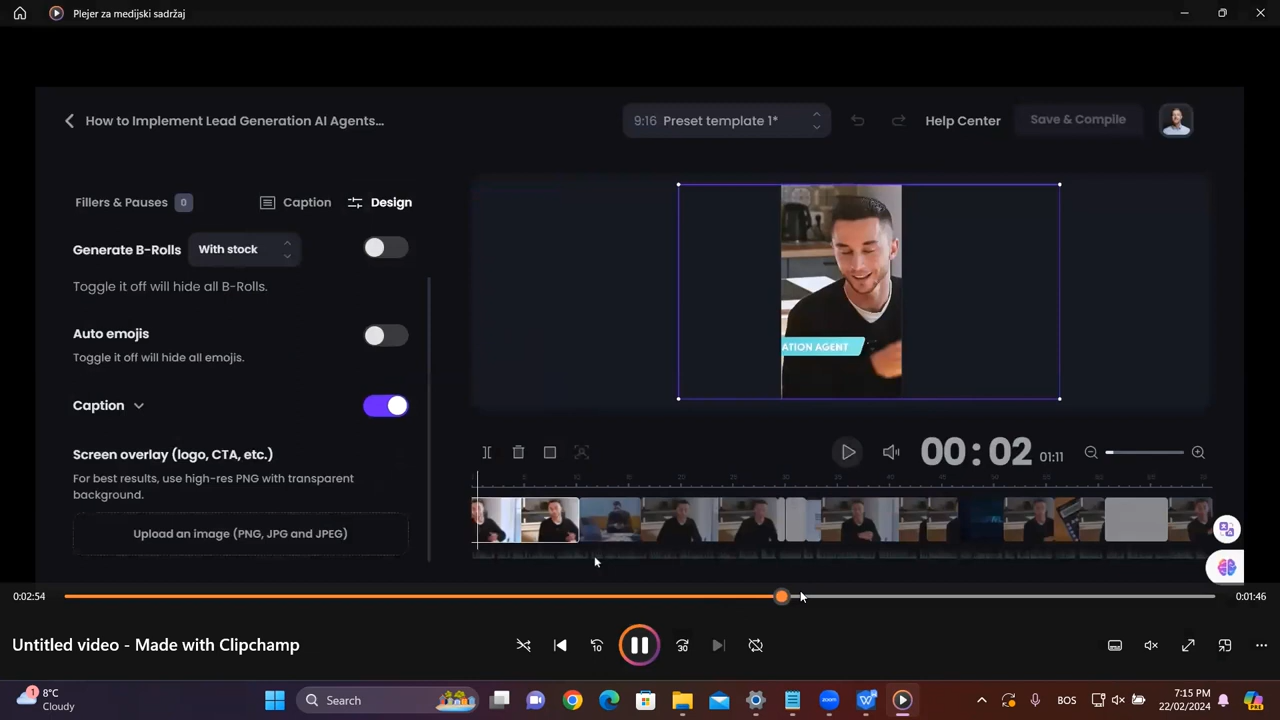 Plejer za medijski sadržaj
How to Implement Lead Generation AI Agents...
9:16 Preset template 1*
Help Center
Save & Compile
Fillers & Pauses 0
Caption
Design
Generate B-Rolls
With stock
Toggle it off will hide all B-Rolls.
Auto emojis
Toggle it off will hide all emojis.
Caption
Screen overlay (logo, CTA, etc.)
For best results, use high-res PNG with transparent
background.
Upload an image (PNG, JPG and JPEG)
ATION AGENT
00:02 01:11
0:02:54
0:01:46
Untitled video - Made with Clipchamp
10
30
1
8°C
Cloudy
Search
zoom
BOS
7:15 PM
22/02/2024
PRE